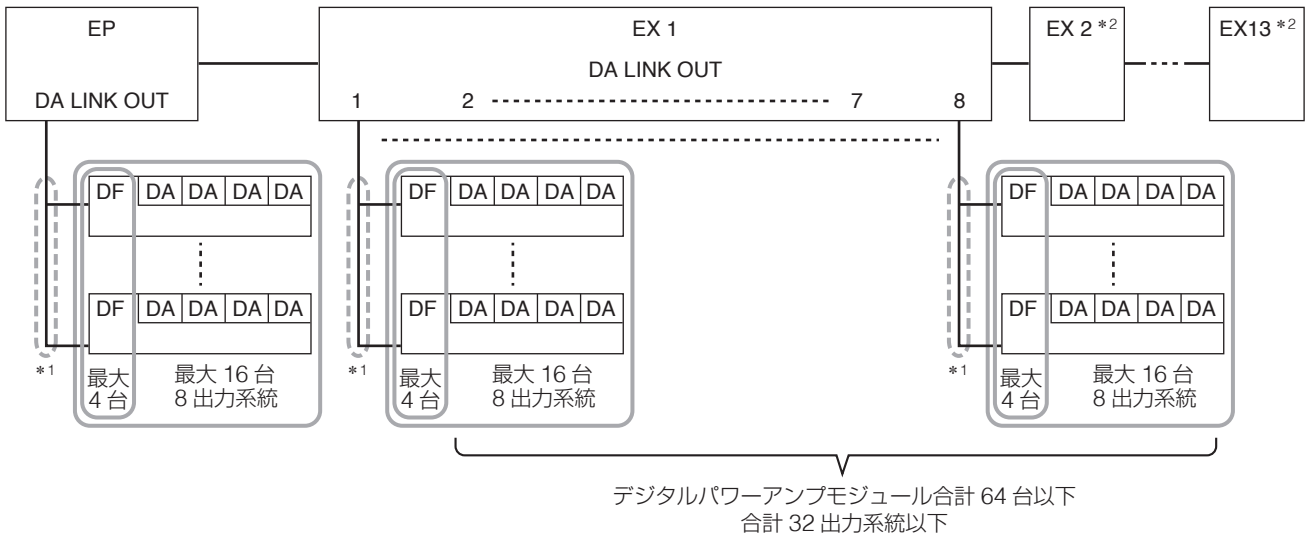 EP
EX 1
EX 2 *2
EX13 *2
DA LINK OUT
DA LINK OUT
1 2 7 8
DF DA DA DA DA
DF DA DA DA DA
DF DA DA DA DA
DF DA DA DA DA
DF DA DA DA DA
DF DA DA DA DA
*1
最大
4 台
最大 16 台
8 出力系統
*1
最大
4 台
最大 16 台
8 出力系統
*1
最大
4 台
最大 16 台
8 出力系統
デジタルパワーアンプモジュール合計 64 台以下
合計 32 出力系統以下